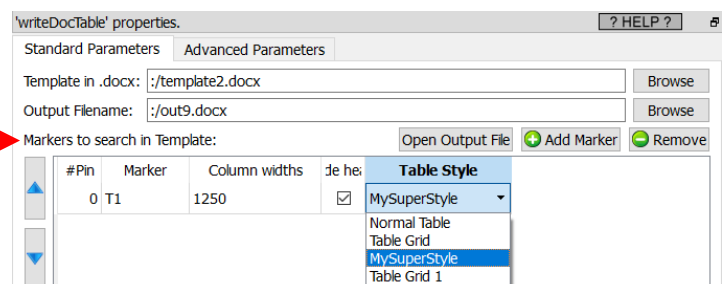 'writeDocTable' properties. ? HELP ?
Standard Parameters Advanced Parameters
Template in .docx: :/template2.docx Browse
Output Filename: :/out9.docx Browse
Markers to search in Template: Open Output File Add Marker Remove
#Pin Marker Column widths de hea Table Style
0 T1 1250 MySuperStyle
Normal Table
Table Grid
MySuperStyle
Table Grid 1